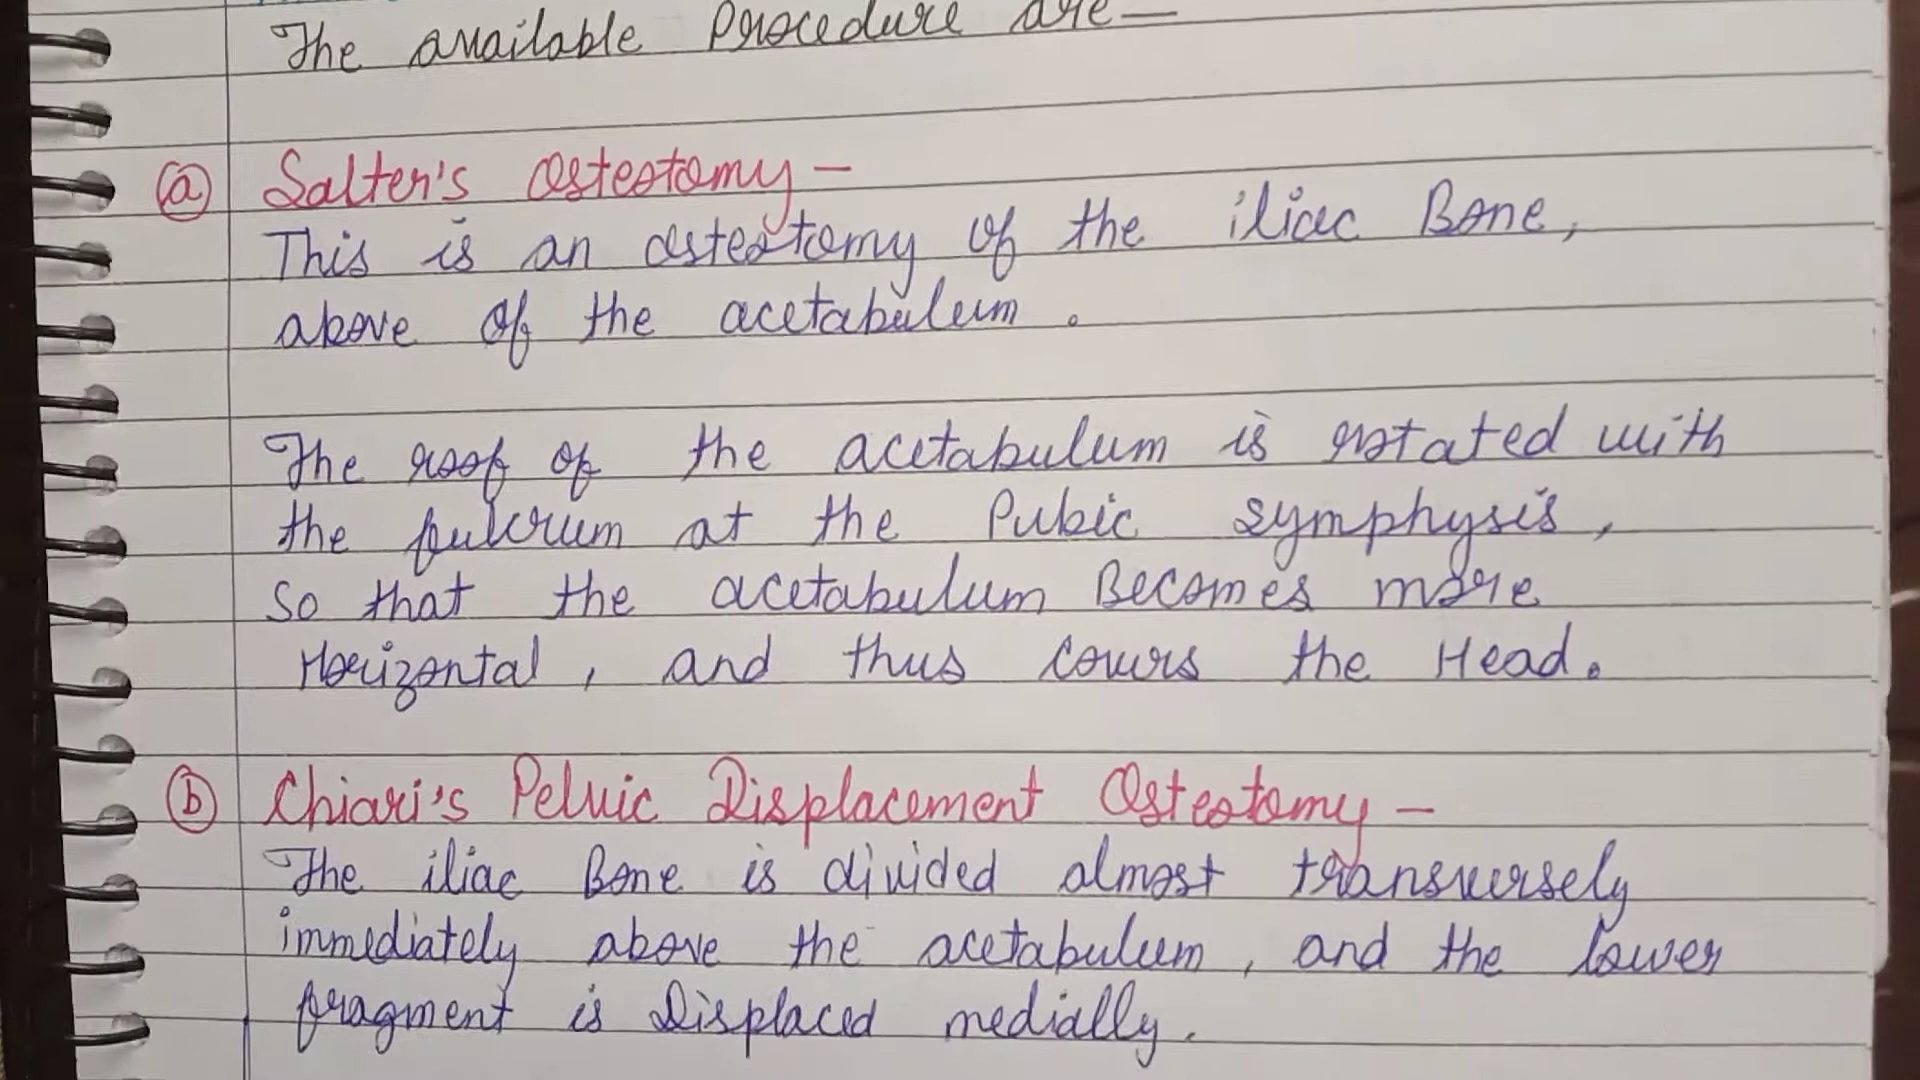 The available Procedure are—
(a) Salter's Osteotomy –
This is an osteotomy of the iliac Bone,
above of the acetabulum.
The roof of the acetabulum is rotated with
the fulcrum at the Pubic symphysis,
So that the acetabulum Becomes more
Horizontal, and thus covers the Head.
(b) Chiari's Pelvic Displacement Osteotomy –
The iliac Bone is divided almost transversely
immediately above the acetabulum, and the lower
fragment is Displaced medially.